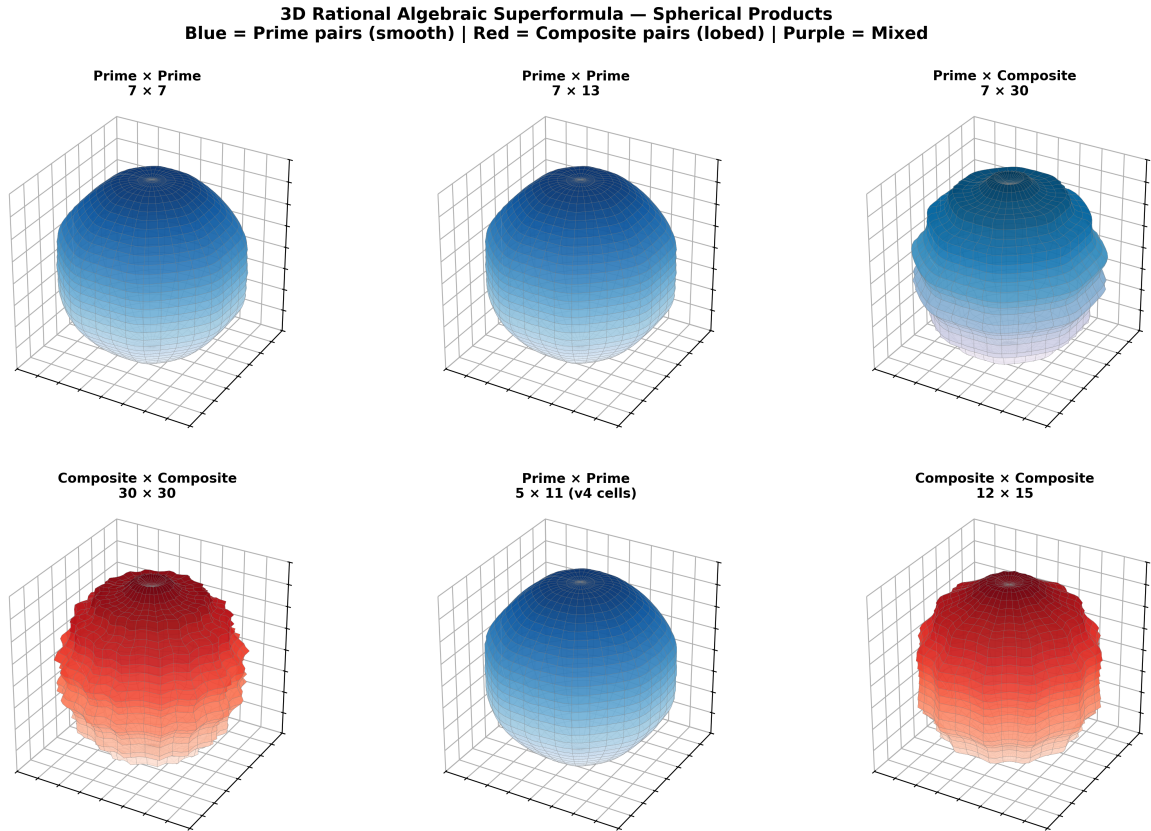 3D Rational Algebraic Superformula — Spherical Products
Blue = Prime pairs (smooth) | Red = Composite pairs (lobed) | Purple = Mixed
Prime × Prime
7 × 7
Prime × Prime
7 × 13
Prime × Composite
7 × 30
Composite × Composite
30 × 30
Prime × Prime
5 × 11 (v4 cells)
Composite × Composite
12 × 15